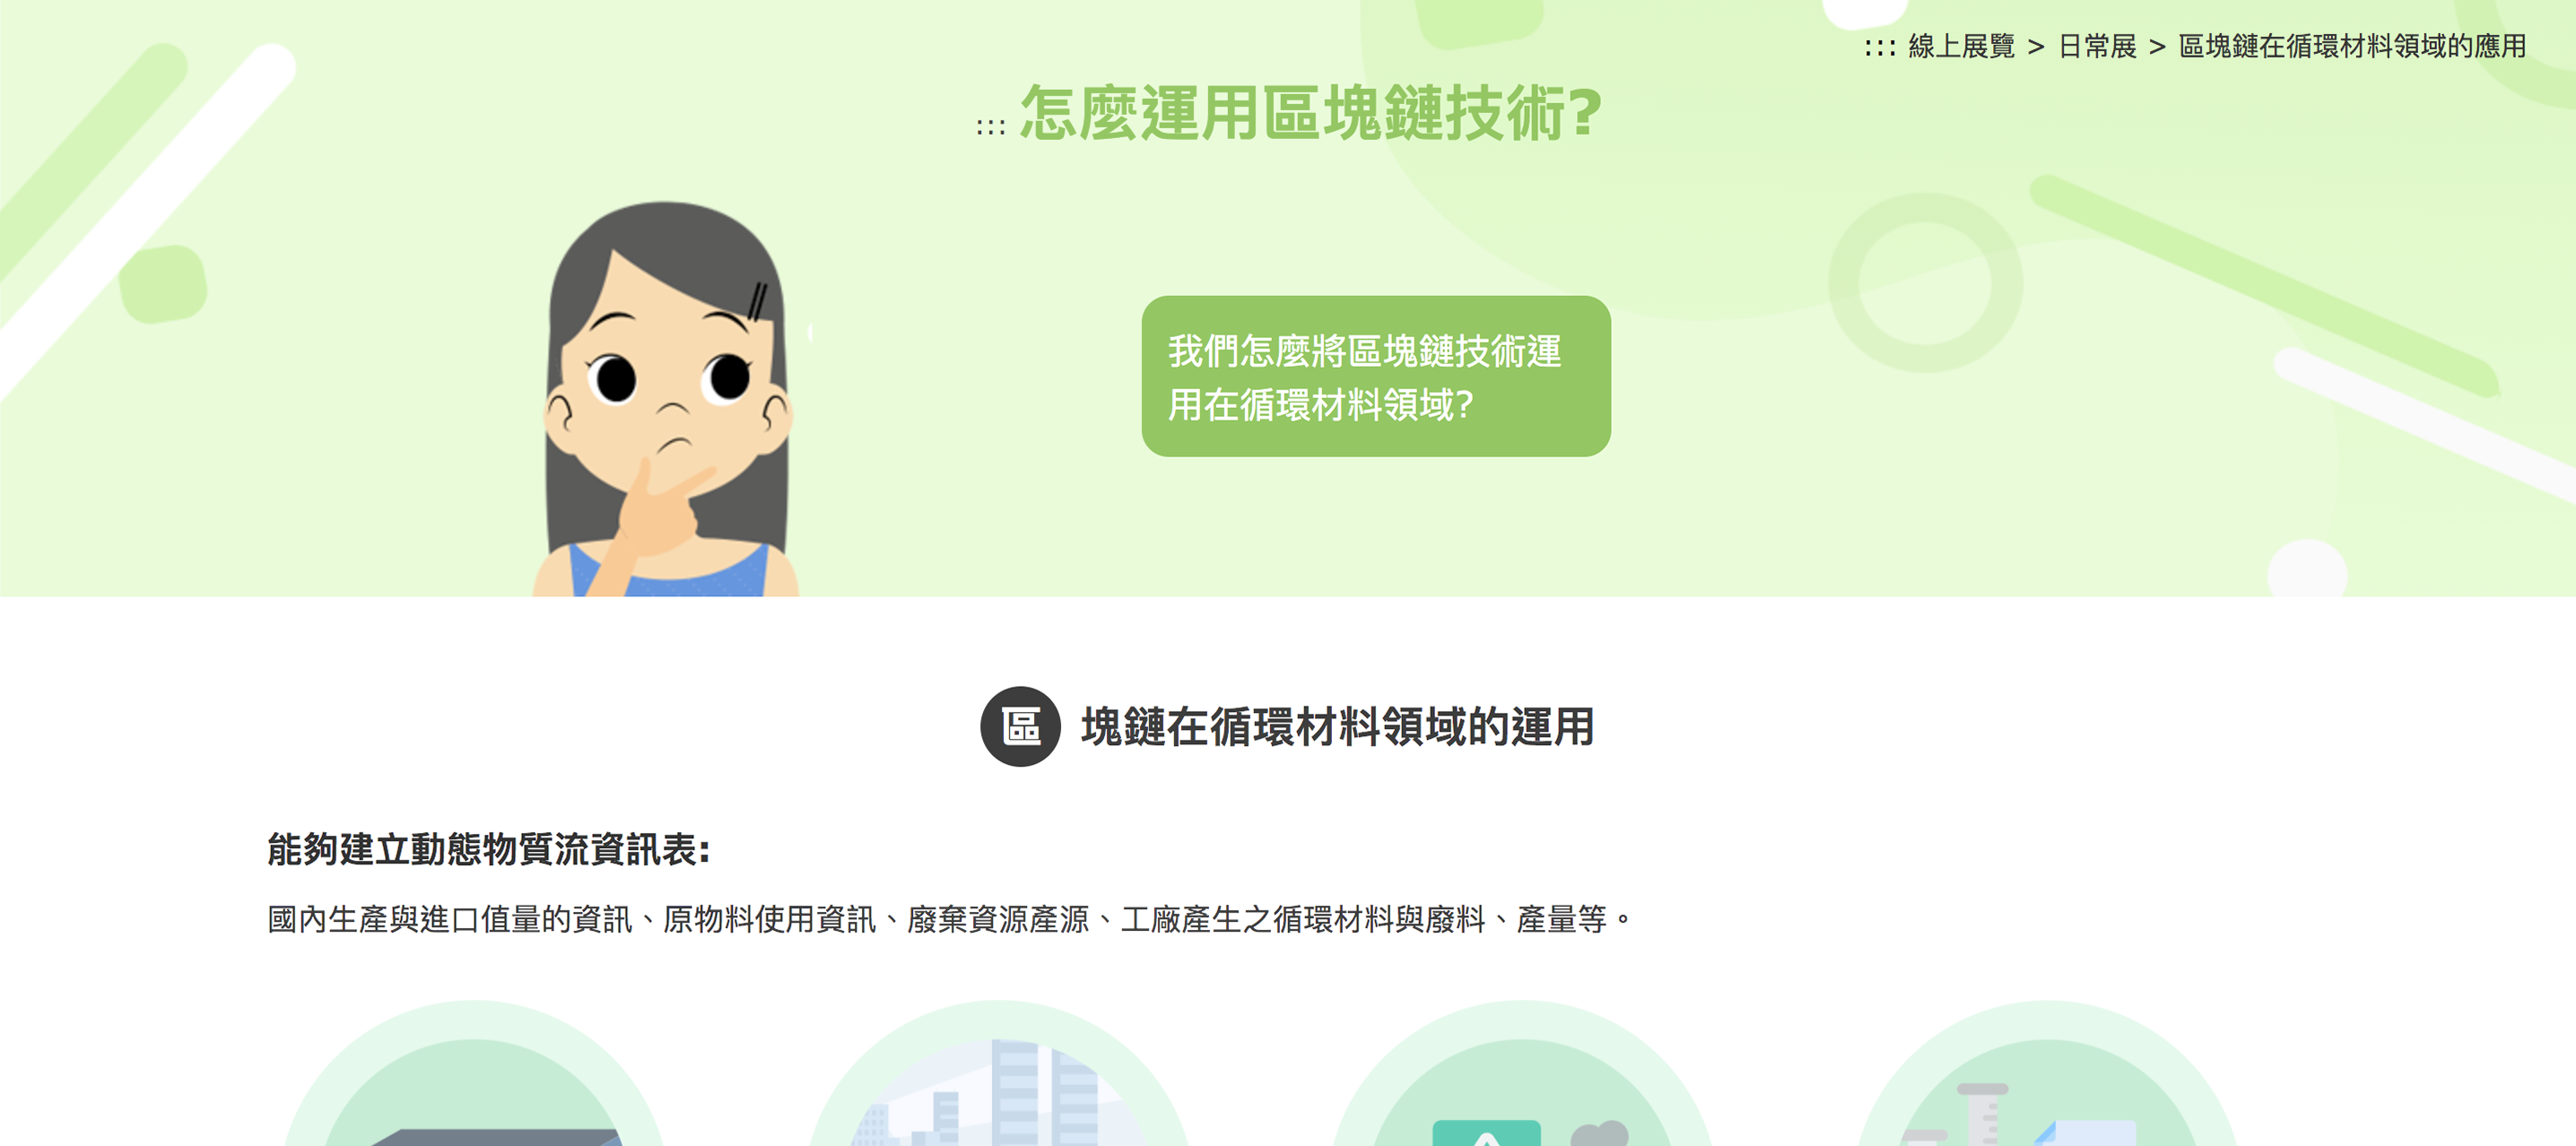 ::: 線上展覽 > 日常展 > 區塊鏈在循環材料領域的應用
::: 怎麼運用區塊鏈技術?
我們怎麼將區塊鏈技術運
用在循環材料領域?
區 塊鏈在循環材料領域的運用
能夠建立動態物質流資訊表:
國內生產與進口值量的資訊、原物料使用資訊、廢棄資源產源、工廠產生之循環材料與廢料、產量等。